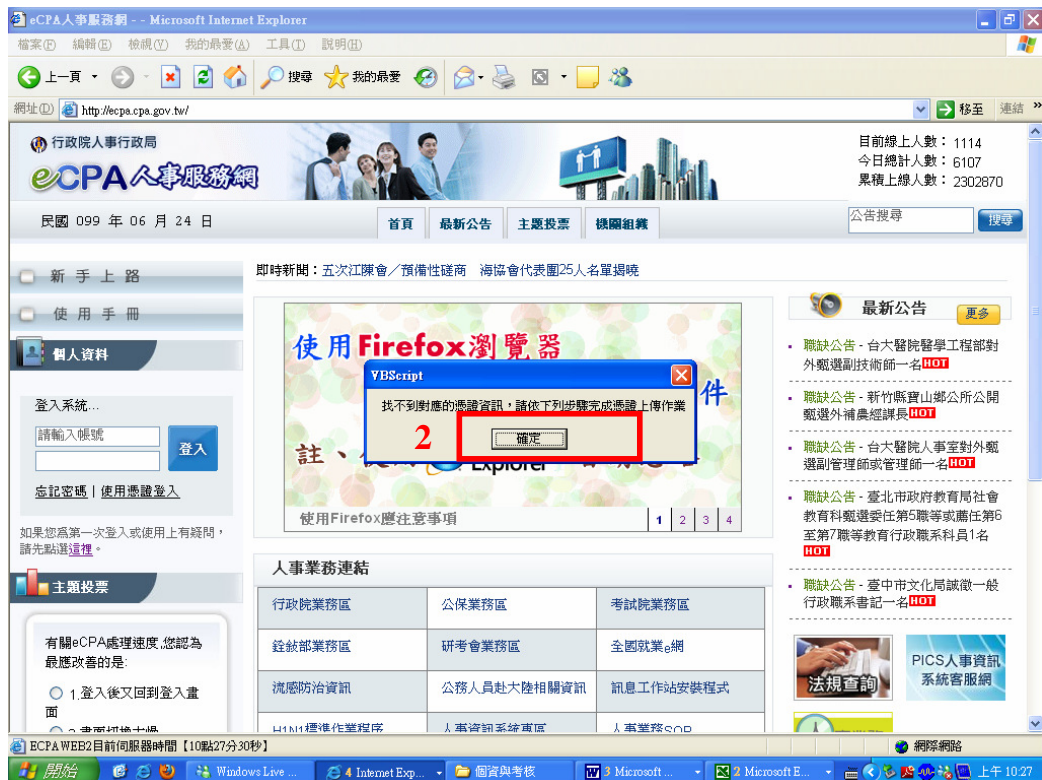 eCPA人事服務網 - - Microsoft Internet Explorer
檔案(F) 編輯(E) 檢視(V) 我的最愛(A) 工具(T) 說明(H)
上一頁 搜尋 我的最愛
網址(D) http://ecpa.cpa.gov.tw/ 移至 連結 »
行政院人事行政局
eCPA人事服務網
目前線上人數： 1114
今日總計人數： 6107
累積上線人數： 2302870
民國 099 年 06 月 24 日
首頁 最新公告 主題投票 機關組織
公告搜尋 搜尋
新手上路
使用手冊
個人資料
登入系統...
請輸入帳號
登入
忘記密碼 | 使用憑證登入
如果您為第一次登入或使用上有疑問，
請先點選這裡。
主題投票
有關eCPA處理速度,您認為
最應改善的是:
1.登入後又回到登入畫
面
即時新聞：五次江陳會／預備性磋商 海協會代表團25人名單揭曉
使用Firefox瀏覽器
件
VBScript
找不到對應的憑證資訊，請依下列步驟完成憑證上傳作業
2 確定
註、
Explorer
使用Firefox應注意事項
1 2 3 4
人事業務連結
行政院業務區 公保業務區 考試院業務區
銓敘部業務區 研考會業務區 全國就業e網
流感防治資訊 公務人員赴大陸相關資訊 訊息工作站安裝程式
H1N1標準作業程序 人事資訊系統專區 人事業務SOP
最新公告 更多
職缺公告 - 台大醫院醫學工程部對
外甄選副技術師一名HOT
職缺公告 - 新竹縣寶山鄉公所公開
甄選外補農經課長HOT
職缺公告 - 台大醫院人事室對外甄
選副管理師或管理師一名HOT
職缺公告 - 臺北市政府教育局社會
教育科甄選委任第5職等或薦任第6
至第7職等教育行政職系科員1名
HOT
職缺公告 - 臺中市文化局誠徵一般
行政職系書記一名HOT
法規查詢
PICS人事資訊
系統客服網
ECPAWEB2目前伺服器時間【10點27分30秒】 網際網路
開始 Windows Live ... 4 Internet Exp... 個資與考核 3 Microsoft ... 2 Microsoft E... 上午 10:27